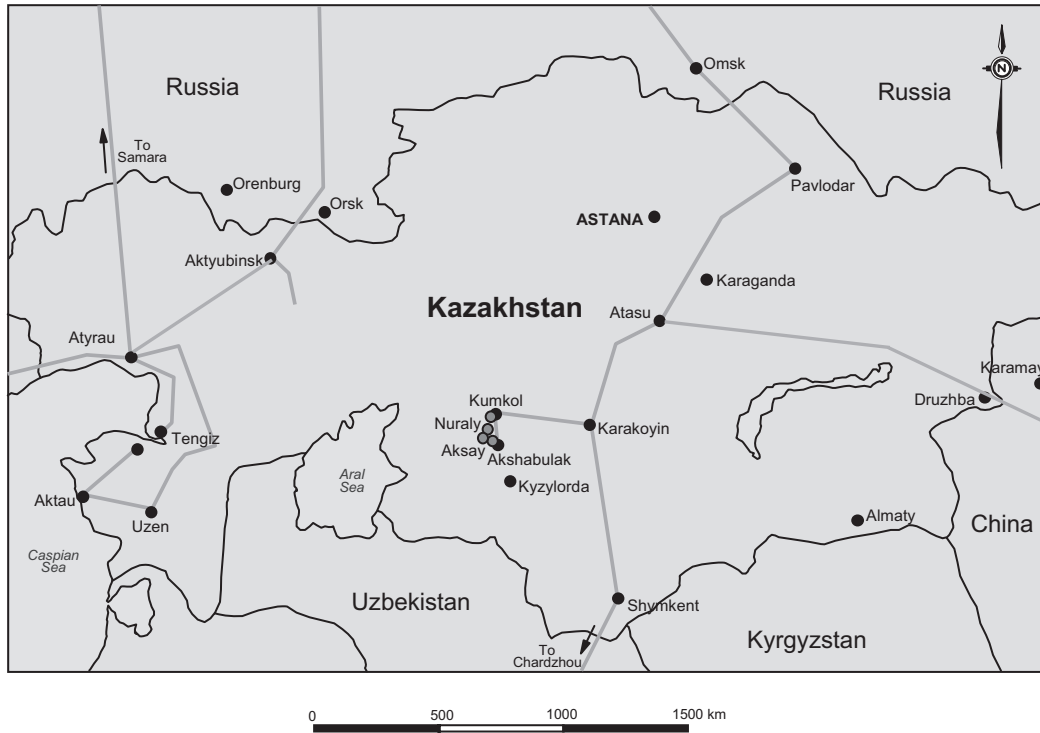 Omsk
Russia
Russia
N
To
Samara
Orenburg
Orsk
Pavlodar
ASTANA
Aktyubinsk
Karaganda
Kazakhstan
Atasu
Atyrau
Karamay
Druzhba
Kumkol
Nuraly
Karakoyin
Tengiz
Aksay
Akshabulak
Aral
Sea
Kyzylorda
Aktau
Uzen
Almaty
China
Caspian
Sea
Uzbekistan
Shymkent
Kyrgyzstan
To
Chardzhou
0 500 1000 1500 km